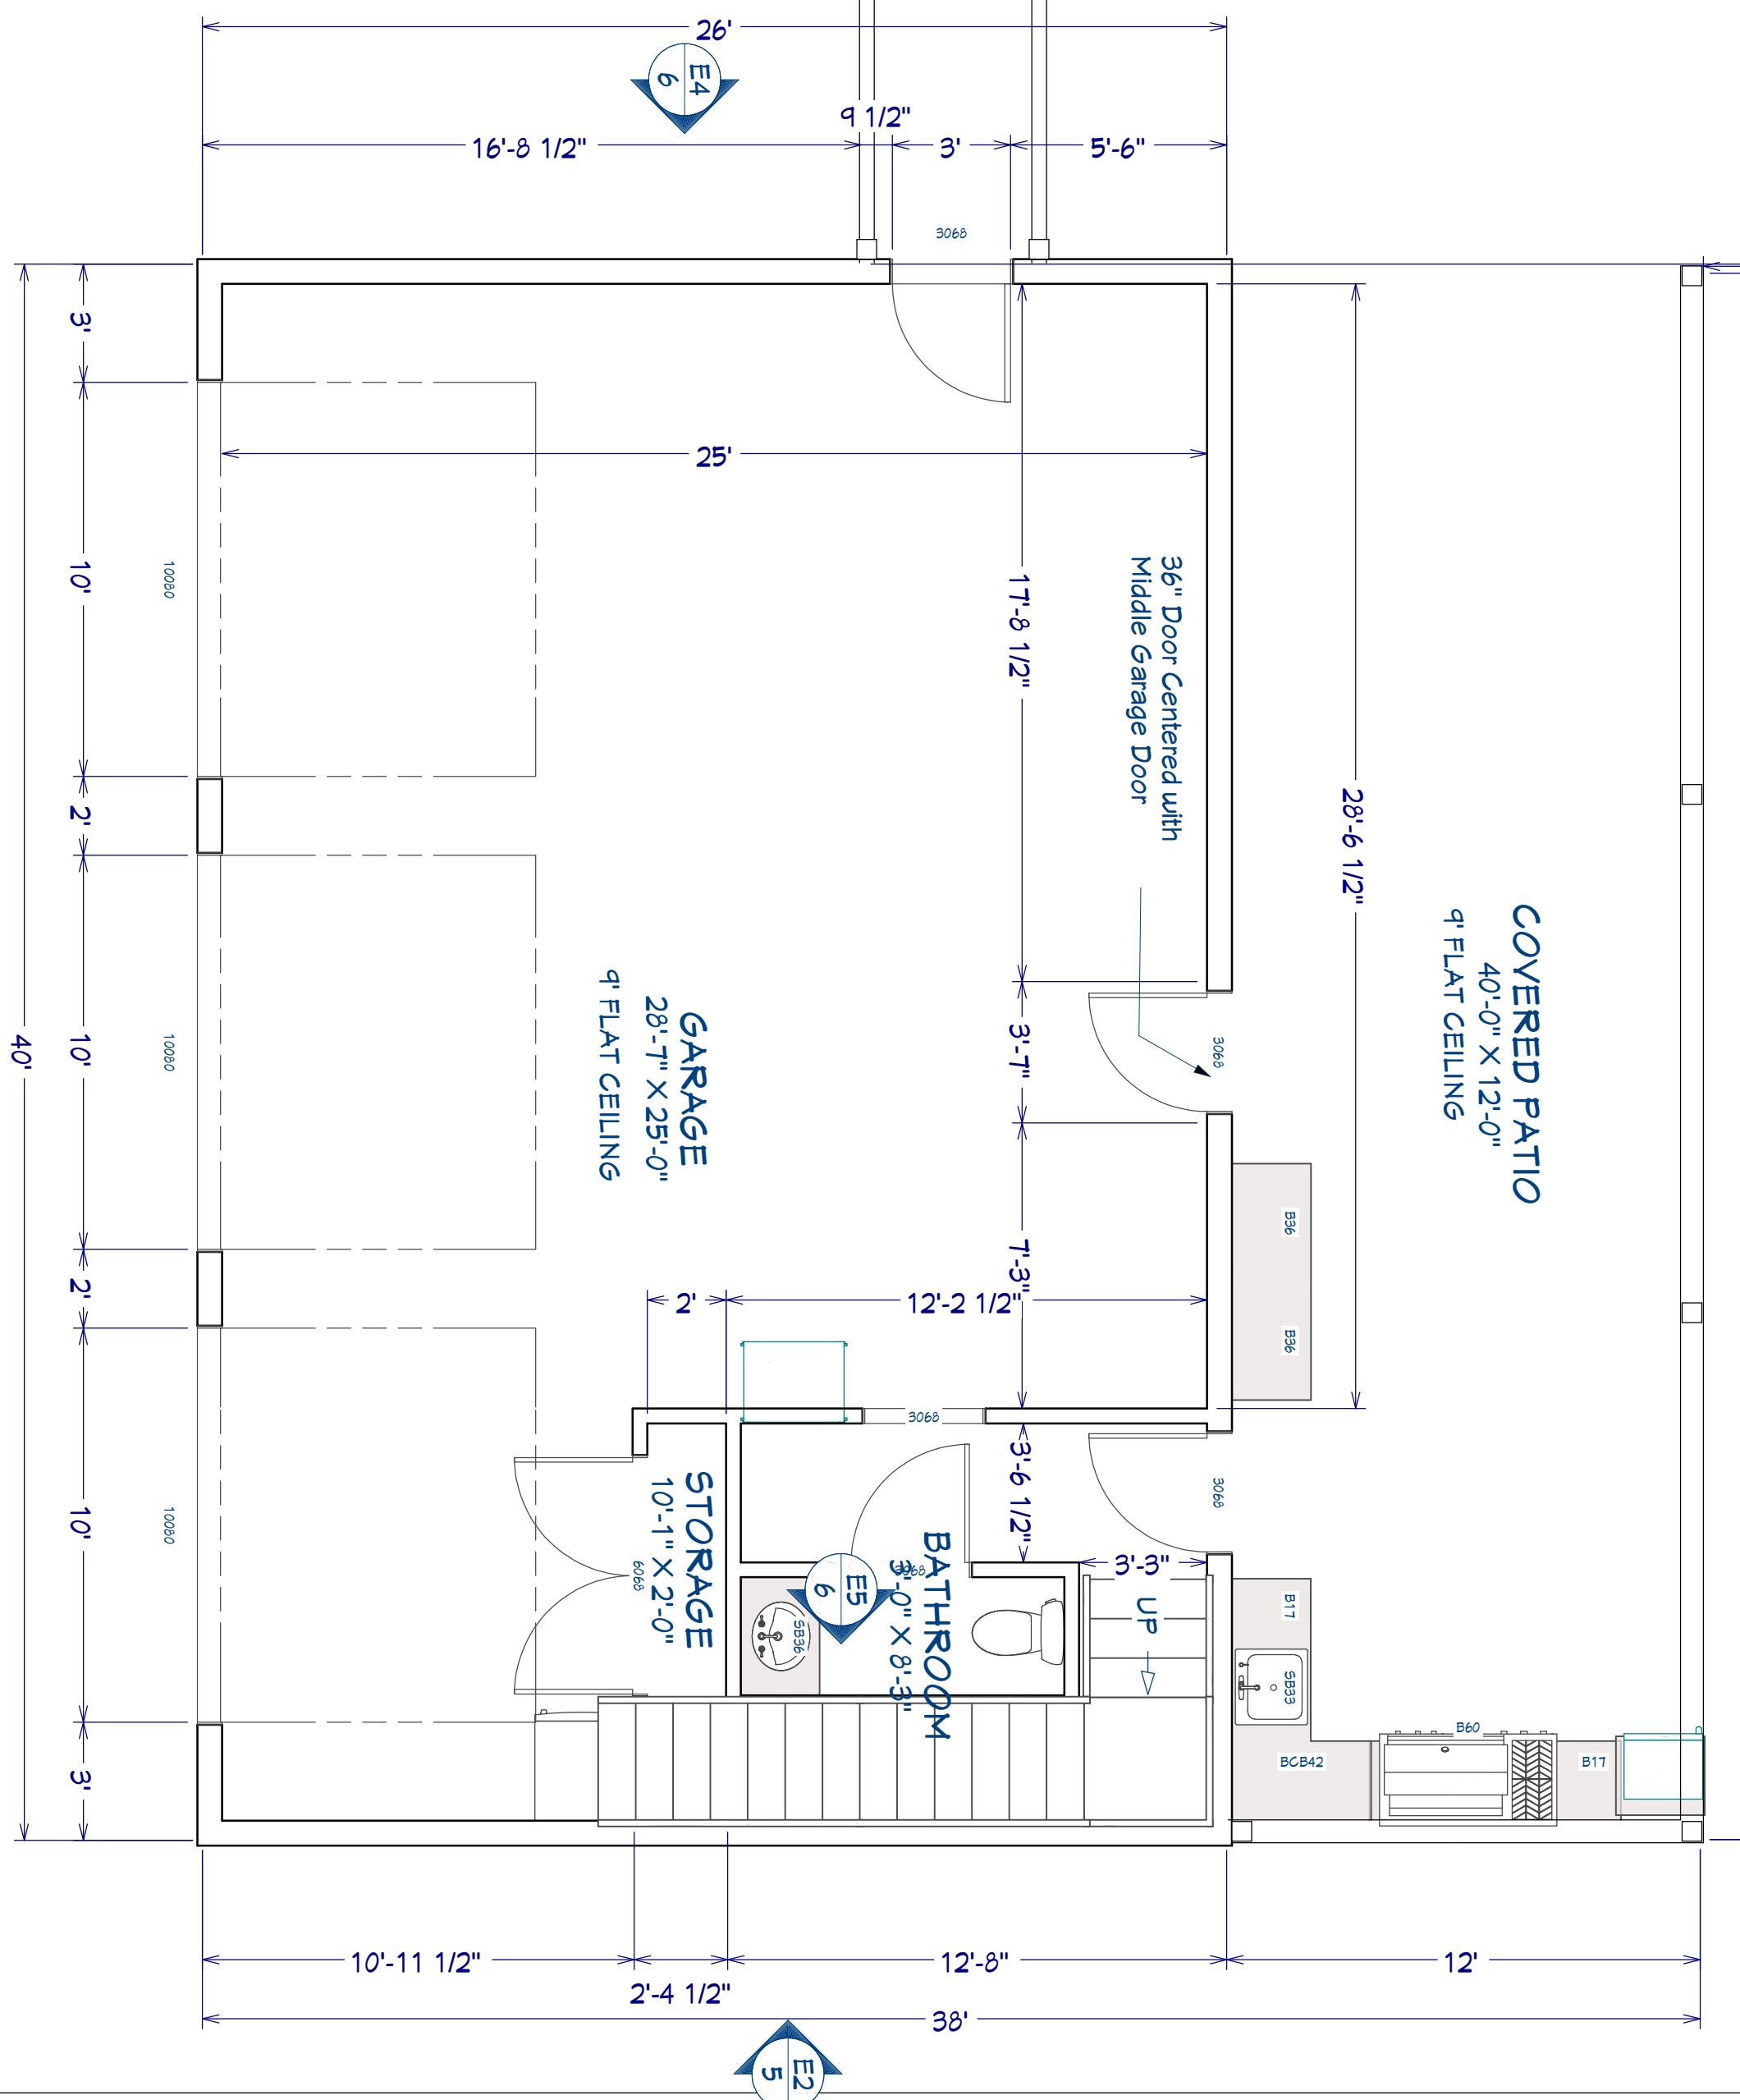 26'
E4
6
9 1/2"
16'-8 1/2"
3'
5'-6"
3068
3'
25'
10'
10080
17'-8 1/2"
36" Door Centered with
Middle Garage Door
28'-6 1/2"
2'
COVERED PATIO
40'-0" X 12'-0"
9' FLAT CEILING
40'
10'
10080
GARAGE
28'-7" X 25'-0"
9' FLAT CEILING
3'-7"
3068
B36
B36
7'-3"
2'
2'
12'-2 1/2"
3068
3'-6 1/2"
3068
10'
10080
STORAGE
10'-1" X 2'-0"
6068
BATHROOM
3'-0" X 8'-3"
3068
E5
6
SB36
3'-3"
UP
B17
SB33
BCB42
B60
B17
3'
10'-11 1/2"
2'-4 1/2"
12'-8"
12'
38'
E2
5